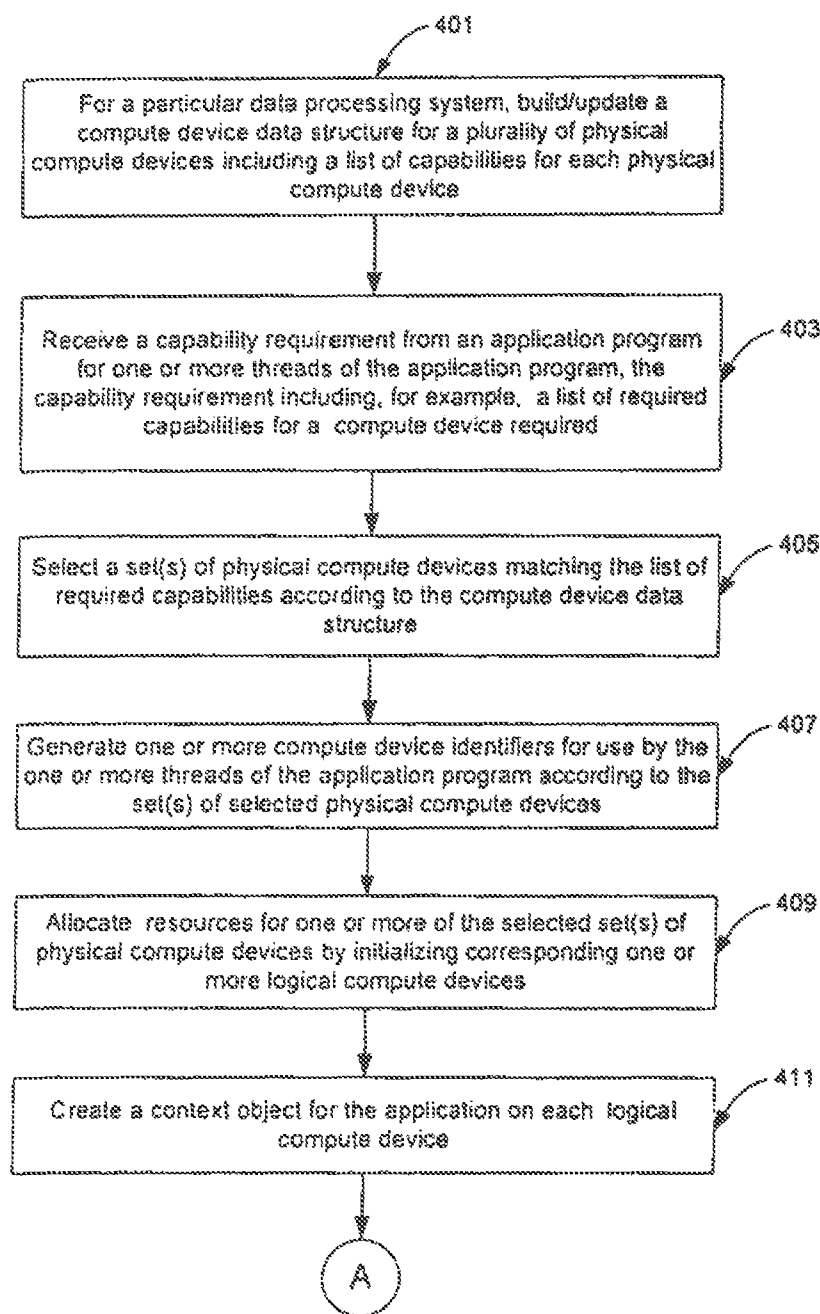 401
For a particular data processing system, build/update a
compute device data structure for a plurality of physical
compute devices including a list of capabilities for each physical
compute device
Receive a capability requirement from an application program
for one or more threads of the application program, the
capability requirement including, for example, a list of required
capabilities for a compute device required
403
Select a set(s) of physical compute devices matching the list of
required capabilities according to the compute device data
structure
405
Generate one or more compute device identifiers for use by the
one or more threads of the application program according to the
set(s) of selected physical compute devices
407
Allocate resources for one or more of the selected set(s) of
physical compute devices by initializing corresponding one or
more logical compute devices
409
Create a context object for the application on each logical
compute device
411
A